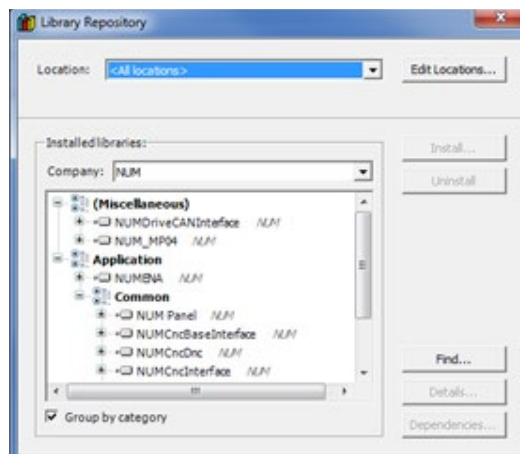 Library Repository
Location: <All locations> Edit Locations...
Installed libraries:
Company: NUM
Install...
Uninstall
(Miscellaneous)
NUMDriveCANInterface NUM
NUM_MP04 NUM
Application
NUMENA NUM
Common
NUM Panel NUM
NUMCncBaseInterface NUM
NUMCncDnc NUM
NUMCncInterface NUM
Find...
Details...
Group by category
Dependencies...